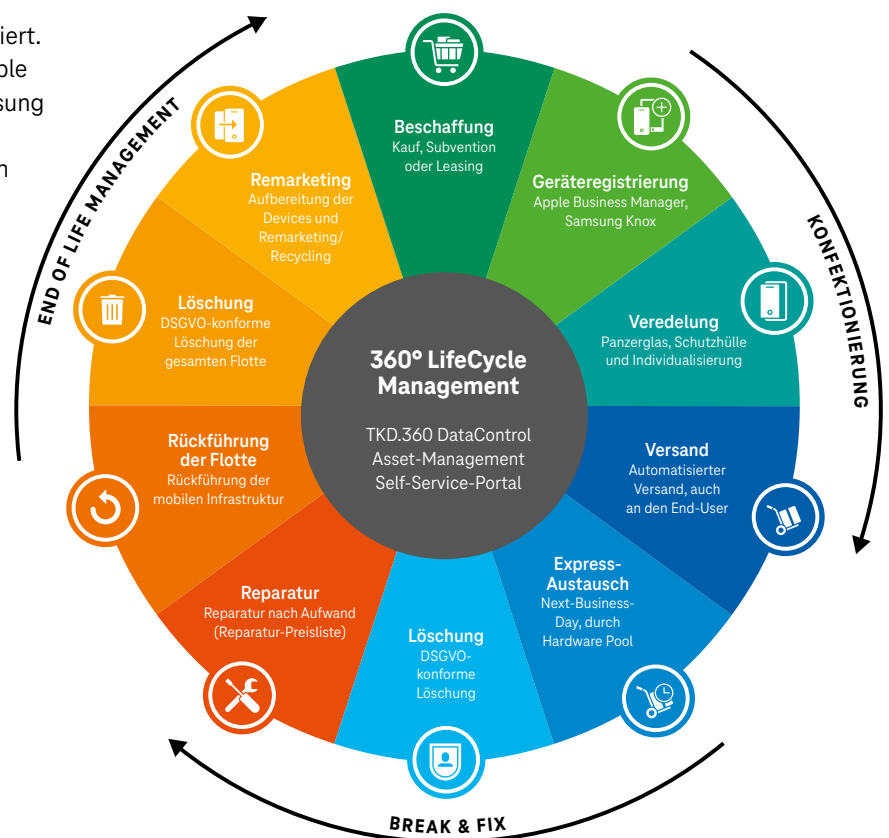 iert.
ble
sung
n
END OF LIFE MANAGEMENT
KONFEKTIONIERUNG
BREAK & FIX
360° LifeCycle
Management
TKD.360 DataControl
Asset-Management
Self-Service-Portal
Beschaffung
Kauf, Subvention
oder Leasing
Geräteregistrierung
Apple Business Manager,
Samsung Knox
Veredelung
Panzerglas, Schutzhülle
und Individualisierung
Versand
Automatisierter
Versand, auch
an den End-User
Express-
Austausch
Next-Business-
Day, durch
Hardware Pool
Löschung
DSGVO-
konforme
Löschung
Reparatur
Reparatur nach Aufwand
(Reparatur-Preisliste)
Rückführung
der Flotte
Rückführung der
mobilen Infrastruktur
Löschung
DSGVO-konforme
Löschung der
gesamten Flotte
Remarketing
Aufbereitung der
Devices und
Remarketing/
Recycling